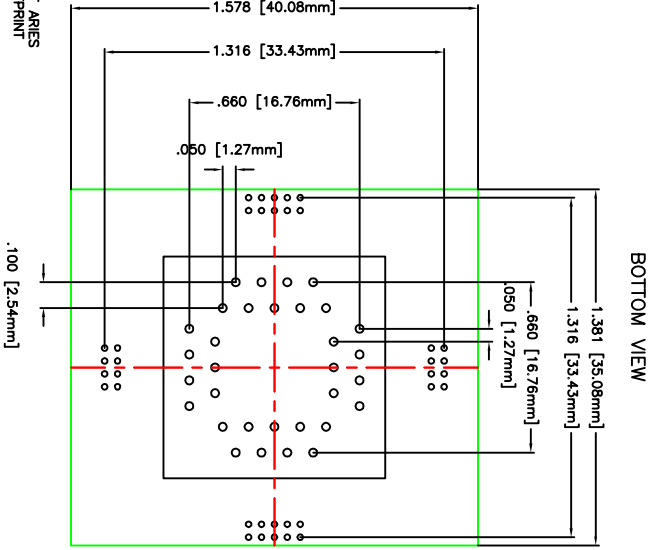 1.578 [40.08mm]
1.316 [33.43mm]
.660 [16.76mm]
.050 [1.27mm]
BOTTOM VIEW
1.381 [35.08mm]
1.316 [33.43mm]
.660 [16.76mm]
.050 [1.27mm]
.100 [2.54mm]
ARIES